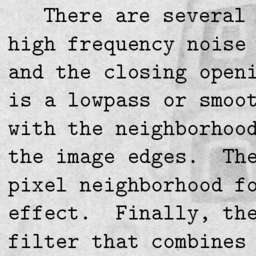 There are several
high frequency noise
and the closing openi
is a lowpass or smoot
with the neighborhood
the image edges.  The
pixel neighborhood fo
effect.  Finally, the
filter that combines